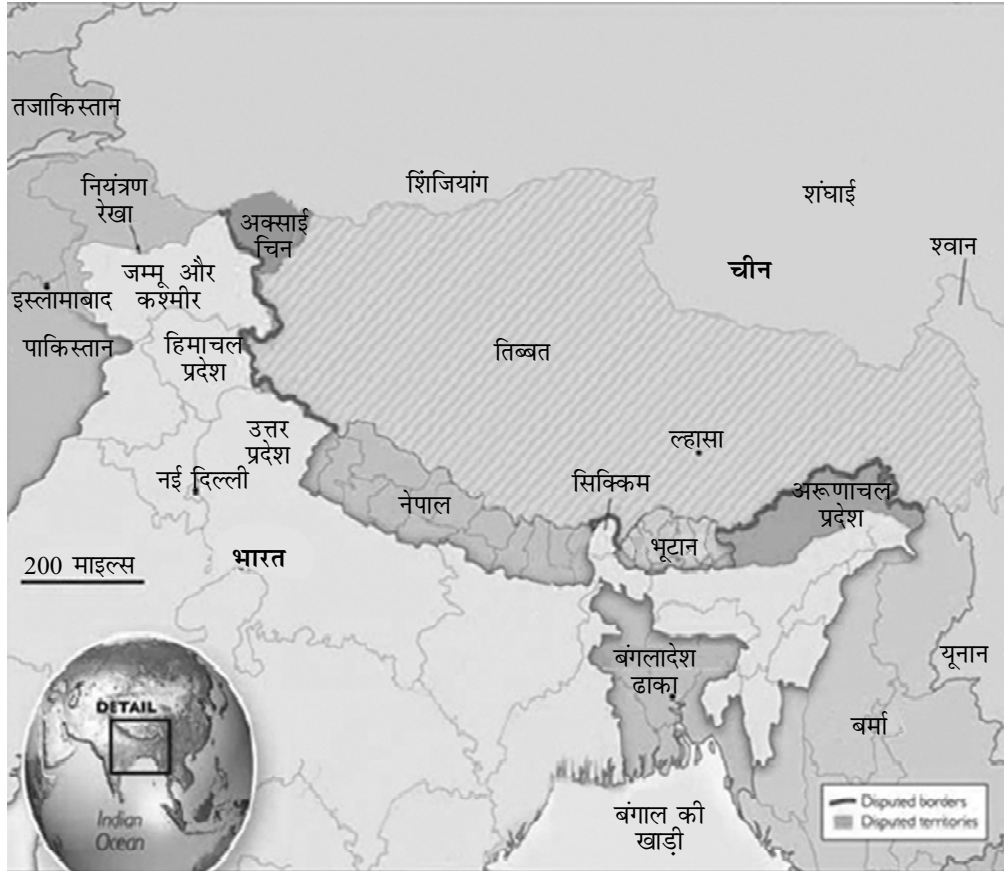 तजाकिस्तान
नियंत्रण
रेखा
अक्साई
चिन
शिंजियांग
शंघाई
श्वान
चीन
जम्मू और
कश्मीर
इस्लामाबाद
पाकिस्तान
हिमाचल
प्रदेश
तिब्बत
उत्तर
प्रदेश
ल्हासा
नई दिल्ली
सिक्किम
अरूणाचल
प्रदेश
नेपाल
भूटान
भारत
200 माइल्स
बंगलादेश
ढाका
यूनान
बर्मा
DETAIL
Indian
Ocean
बंगाल की
खाड़ी
Disputed borders
Disputed territories